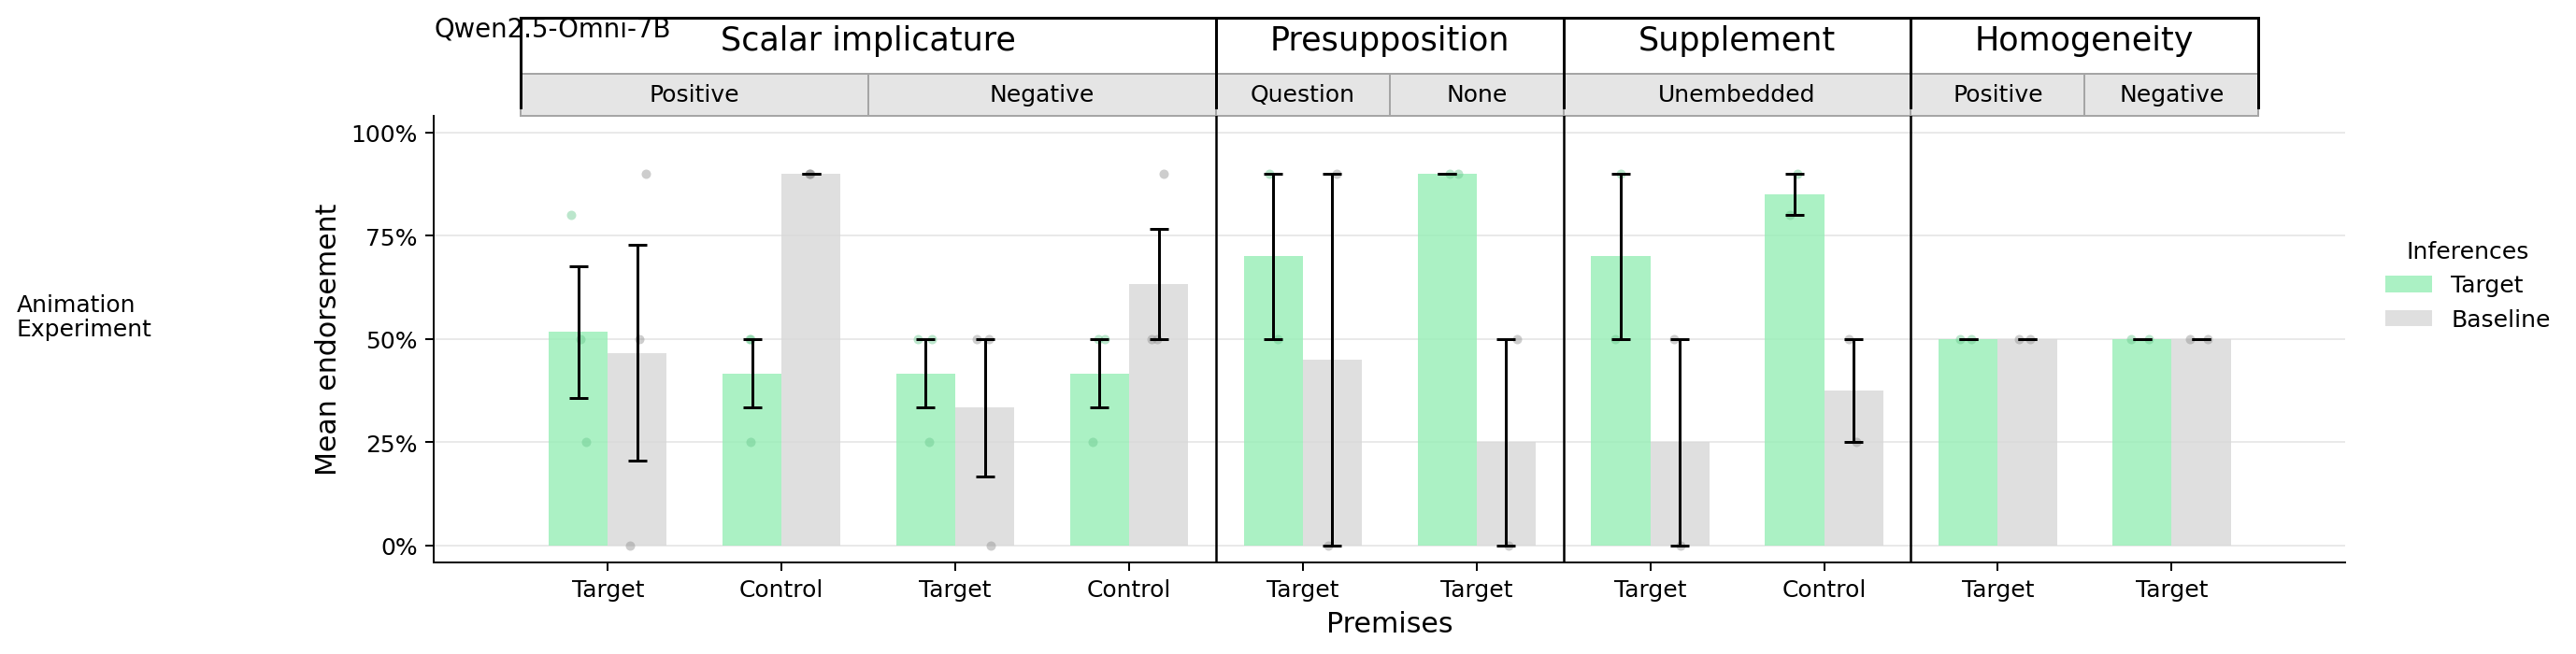 Qwen2.5-Omni-7B
Scalar implicature Presupposition Supplement Homogeneity
Positive Negative Question None Unembedded Positive Negative
100%
75%
50%
25%
0%
Mean endorsement
Animation
Experiment
Inferences
Target
Baseline
Target Control Target Control Target Target Target Control Target Target
Premises